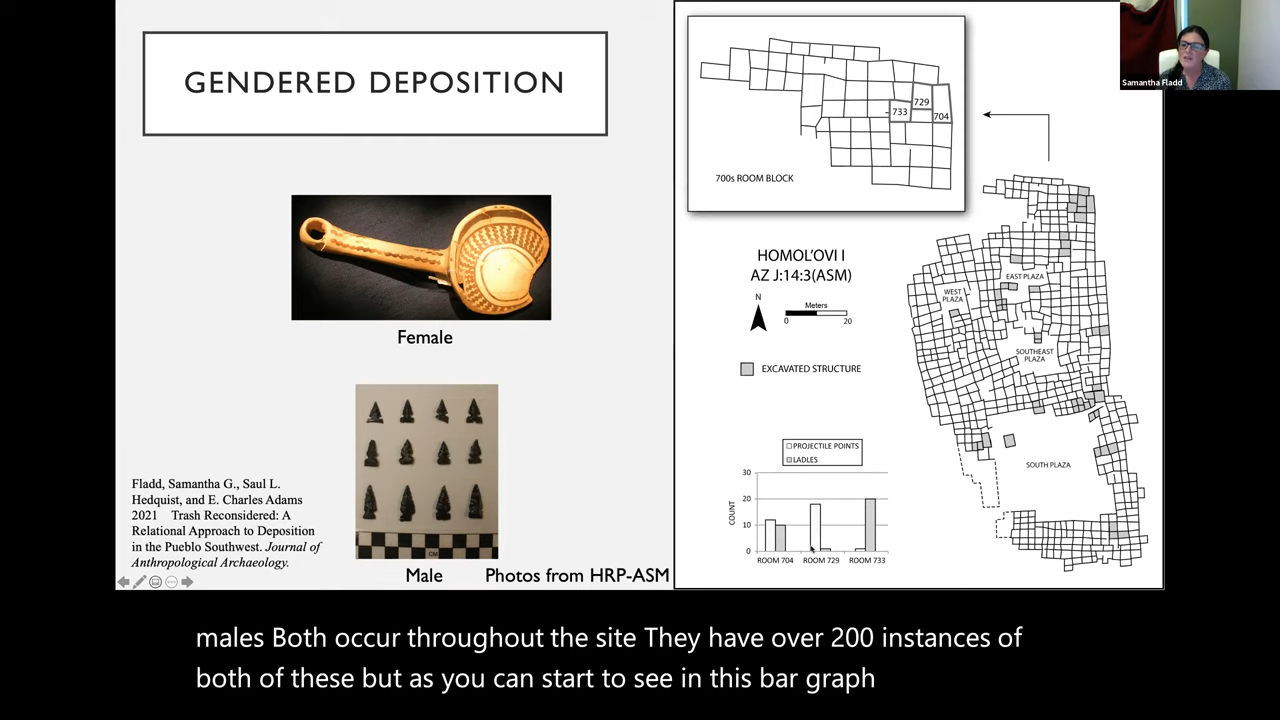 GENDERED DEPOSITION
Female
Male
Photos from HRP-ASM
Fladd, Samantha G., Saul L.
Hedquist, and E. Charles Adams
2021 Trash Reconsidered: A
Relational Approach to Deposition
in the Pueblo Southwest. Journal of
Anthropological Archaeology.
CM
733
729
704
700s ROOM BLOCK
HOMOL'OVI I
AZ J:14:3(ASM)
N
Meters
0
20
EXCAVATED STRUCTURE
WEST
PLAZA
EAST PLAZA
SOUTHEAST
PLAZA
SOUTH PLAZA
PROJECTILE POINTS
LADLES
COUNT
30
20
10
0
ROOM 704
ROOM 729
ROOM 733
Samantha Fladd
males Both occur throughout the site They have over 200 instances of
both of these but as you can start to see in this bar graph